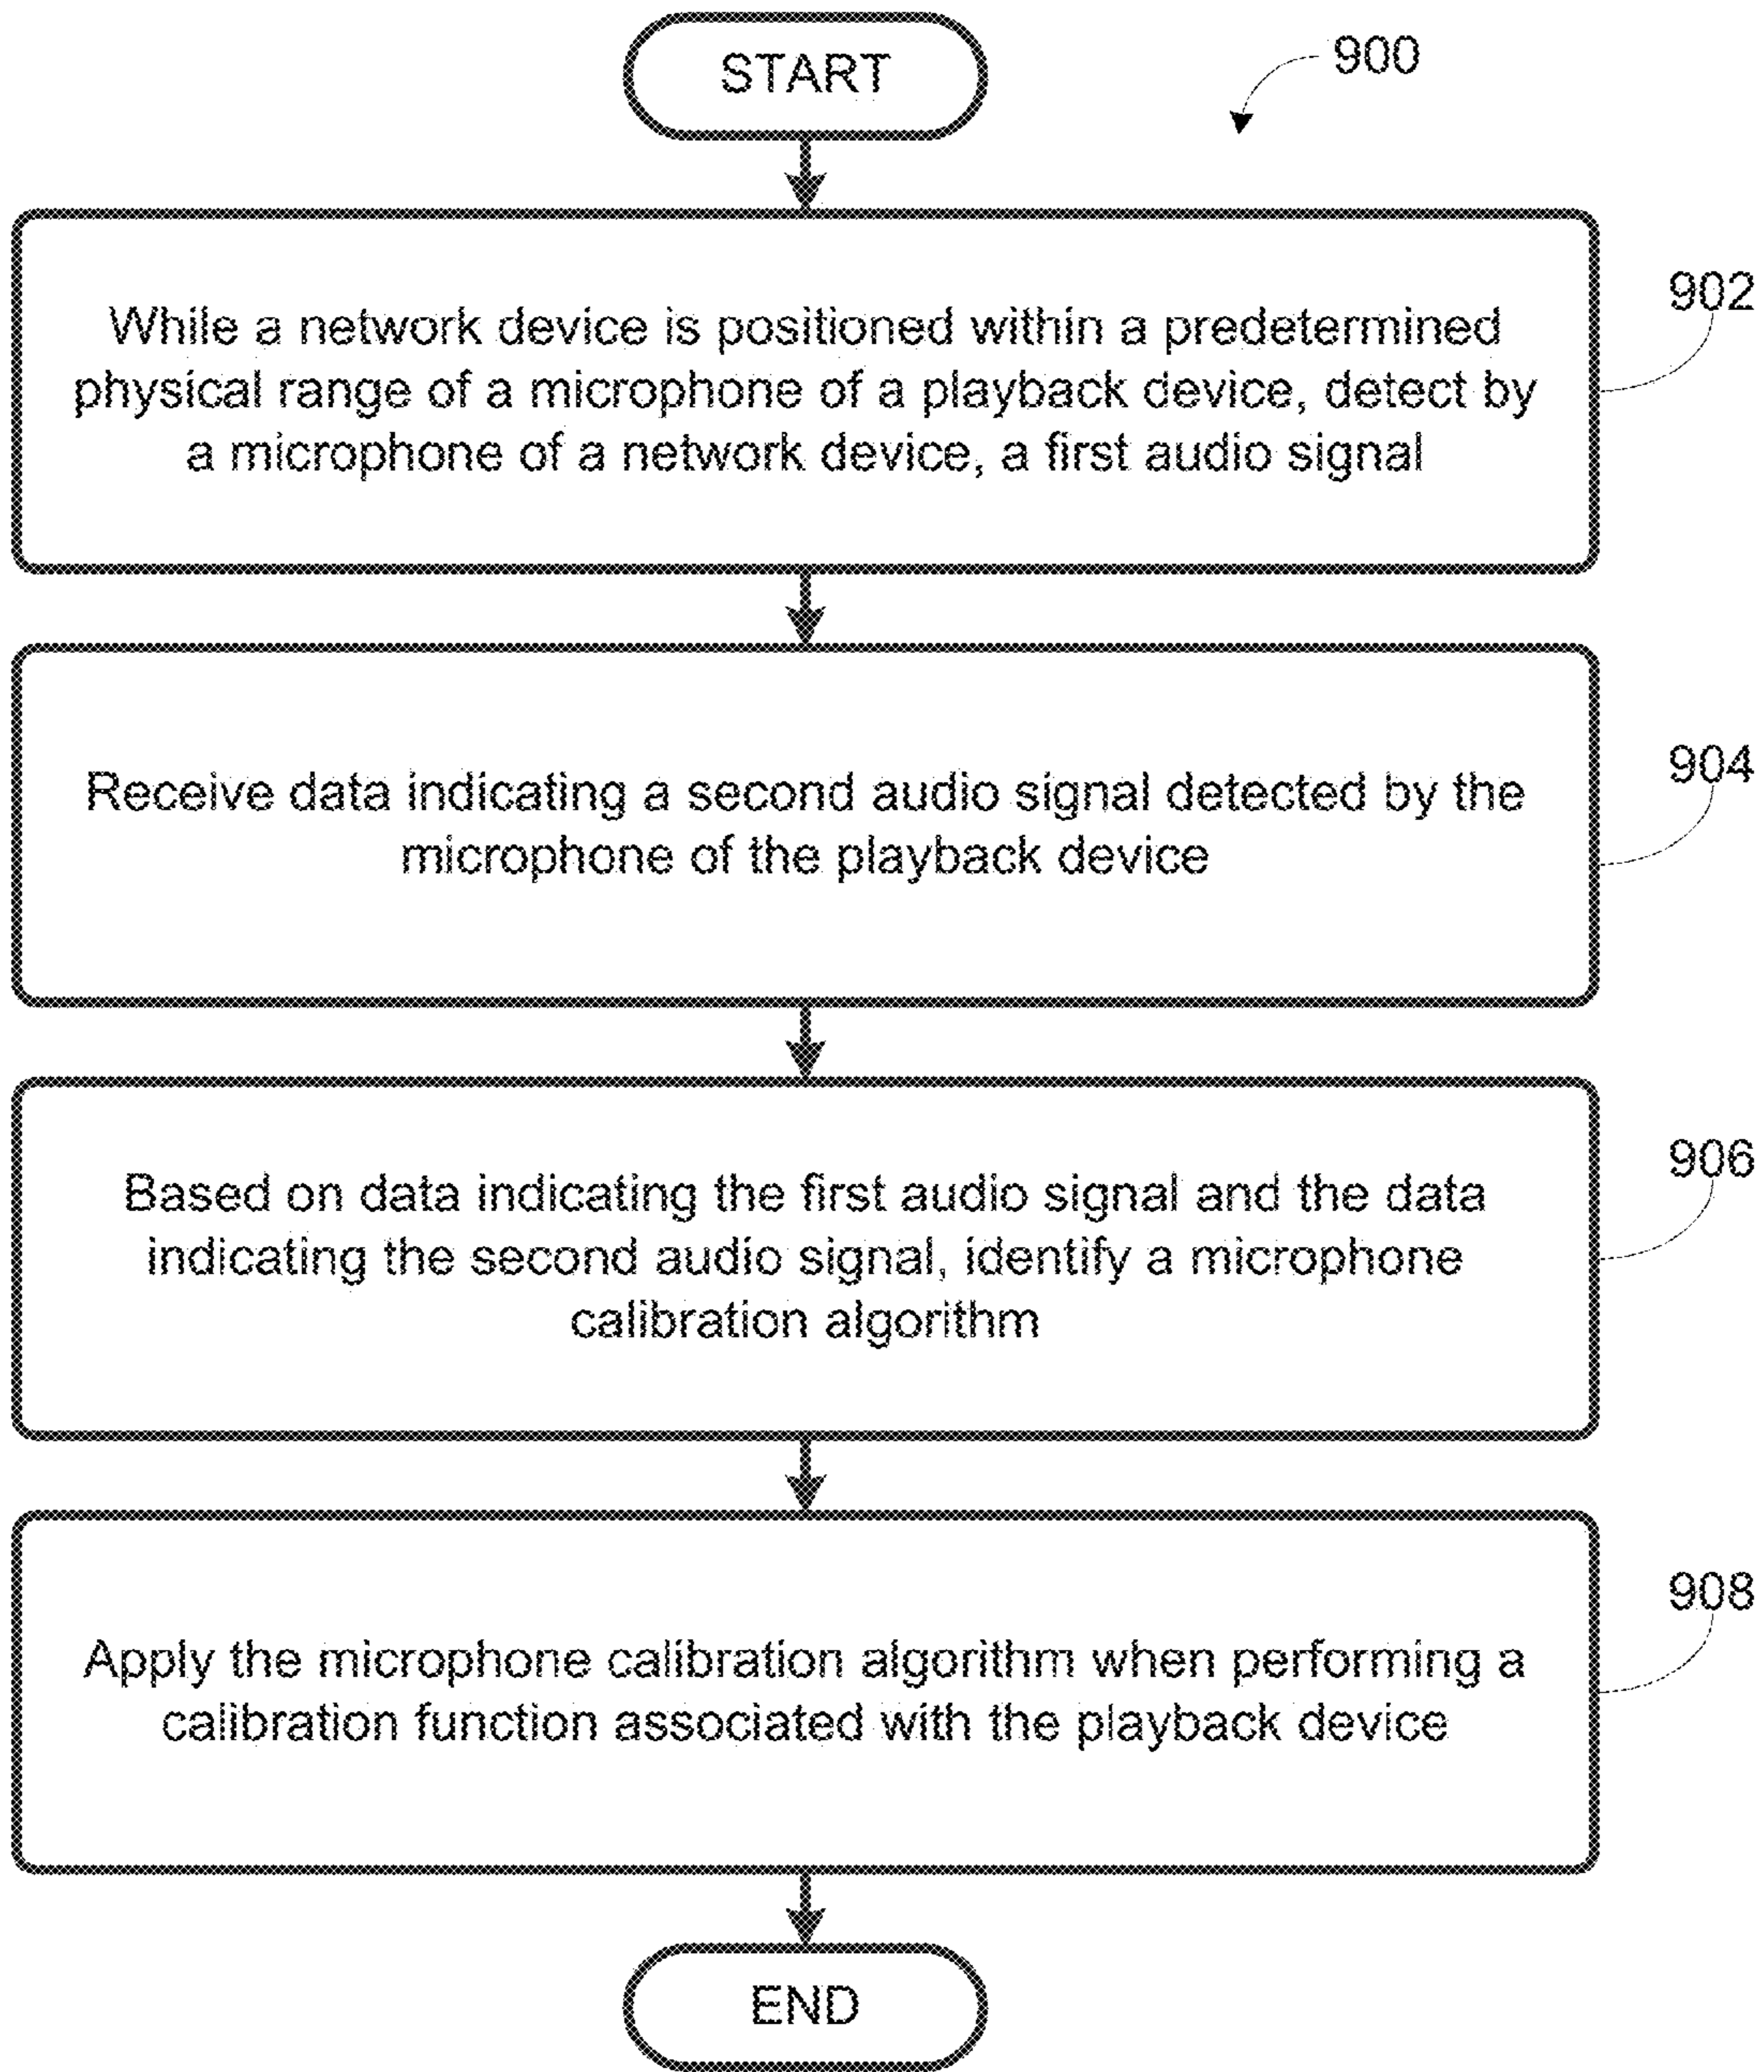 START
900
While a network device is positioned within a predetermined
physical range of a microphone of a playback device, detect by
a microphone of a network device, a first audio signal
902
Receive data indicating a second audio signal detected by the
microphone of the playback device
904
Based on data indicating the first audio signal and the data
indicating the second audio signal, identify a microphone
calibration algorithm
906
Apply the microphone calibration algorithm when performing a
calibration function associated with the playback device
908
END